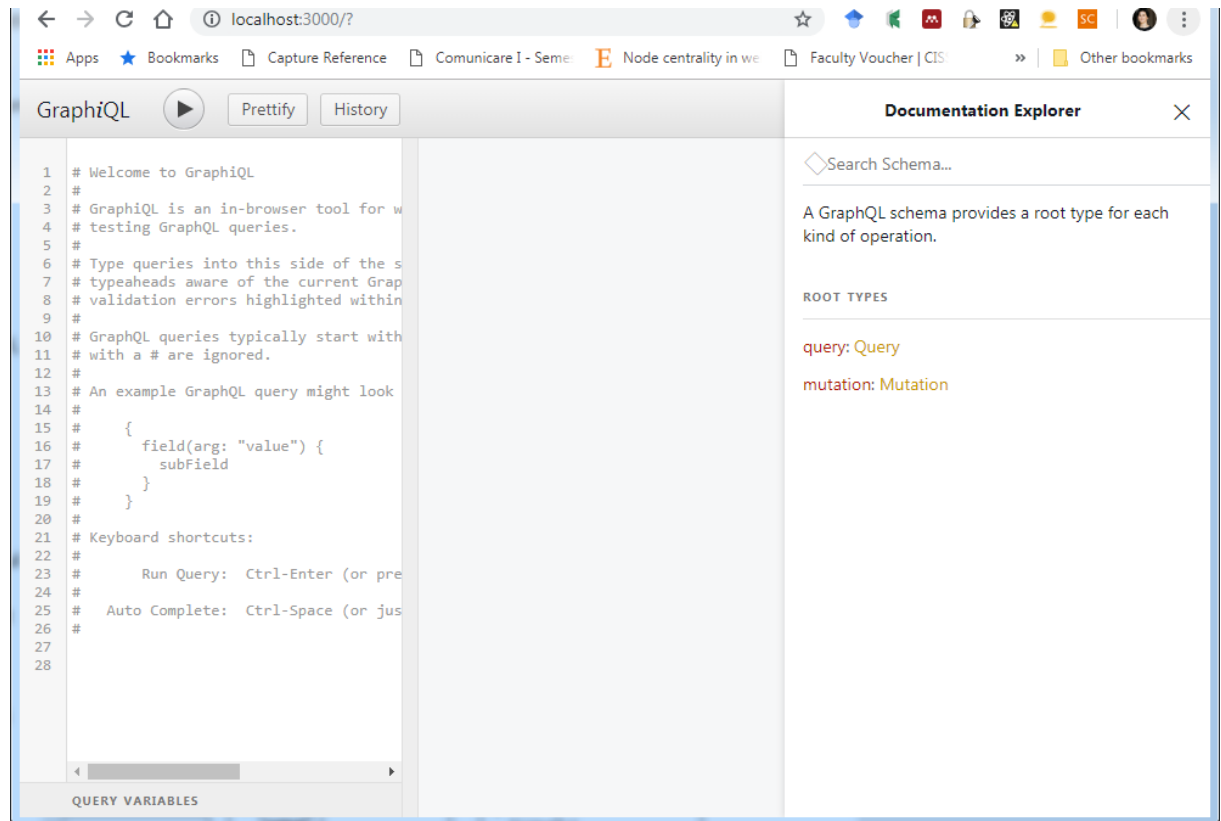 localhost:3000/?
SC
Apps Bookmarks Capture Reference Comunicare I - Seme Node centrality in we Faculty Voucher | CIS » Other bookmarks
GraphiQL Prettify History
Documentation Explorer
Search Schema...
A GraphQL schema provides a root type for each
kind of operation.
ROOT TYPES
query: Query
mutation: Mutation
1 # Welcome to GraphiQL
2 #
3 # GraphiQL is an in-browser tool for w
4 # testing GraphQL queries.
5 #
6 # Type queries into this side of the s
7 # typeaheads aware of the current Grap
8 # validation errors highlighted within
9 #
10 # GraphQL queries typically start with
11 # with a # are ignored.
12 #
13 # An example GraphQL query might look
14 #
15 #     {
16 #       field(arg: "value") {
17 #         subField
18 #       }
19 #     }
20 #
21 # Keyboard shortcuts:
22 #
23 #       Run Query:  Ctrl-Enter (or pre
24 #
25 #   Auto Complete:  Ctrl-Space (or jus
26 #
27
28
QUERY VARIABLES